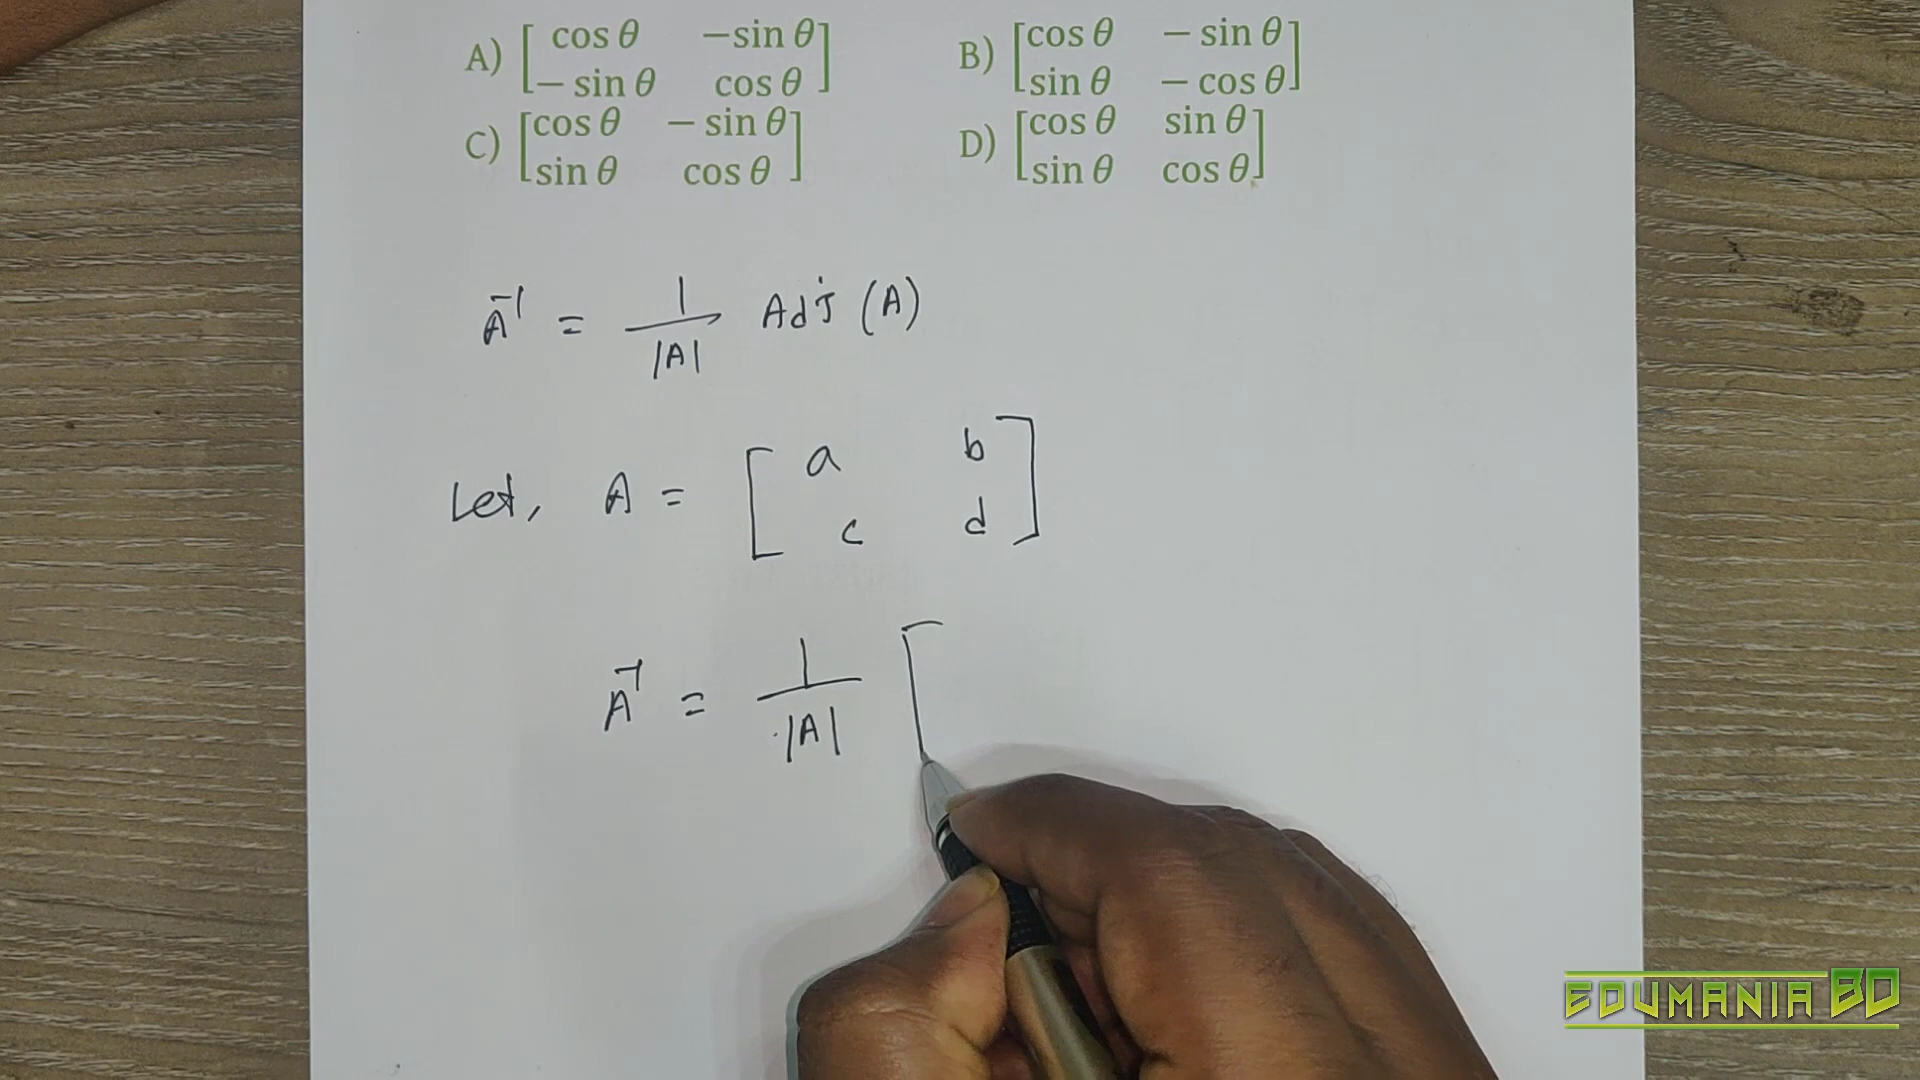 A) [cos θ −sin θ B) [cos θ − sin θ
− sin θ cos θ] sin θ − cos θ]
C) [cos θ − sin θ D) [cos θ sin θ
sin θ cos θ] sin θ cos θ]
A⁻¹ = 1/|A| Adj (A)
Let, A = [a b
c d]
A⁻¹ = 1/|A| [
EDUMANIA BD